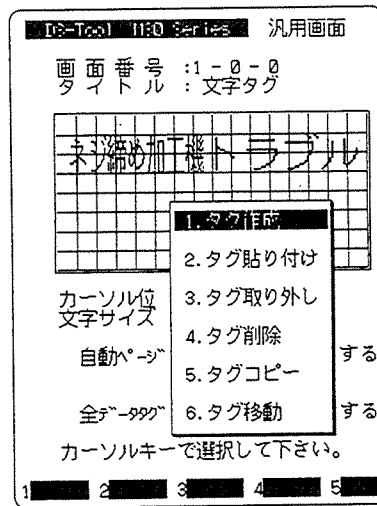 汎用画面
画面番号 :1-0-0
タイトル : 文字タグ
ネジ締め加工機トラブル
1.タグ作成
2.タグ貼り付け
3.タグ取り外し
4.タグ削除
5.タグコピー
6.タグ移動
カーソル位
文字サイズ
自動ページ
する
全データタグ
する
カーソルキーで選択して下さい。
1 2 3 4 5